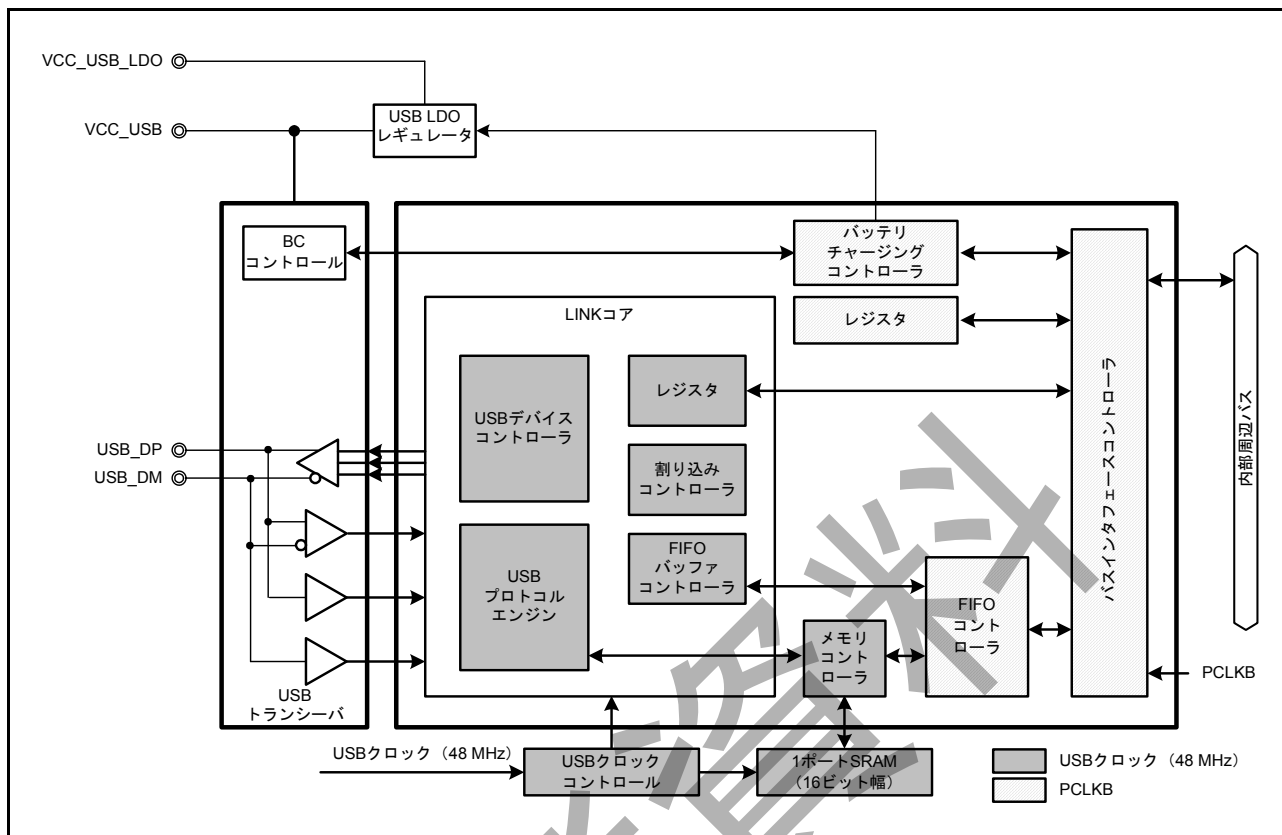 VCC_USB_LDO
VCC_USB
USB LDO
レギュレータ
BC
コントロール
バッテリ
チャージング
コントローラ
レジスタ
LINKコア
USBデバイス
コントローラ
レジスタ
割り込み
コントローラ
FIFO
バッファ
コントローラ
USB
プロトコル
エンジン
メモリ
コント
ローラ
FIFO
コント
ローラ
バスインタフェースコントローラ
内部周辺バス
USB_DP
USB_DM
USB
トランシーバ
PCLKB
USBクロック（48 MHz）
USBクロック
コントロール
1ポートSRAM
（16ビット幅）
USBクロック（48 MHz）
PCLKB
資料